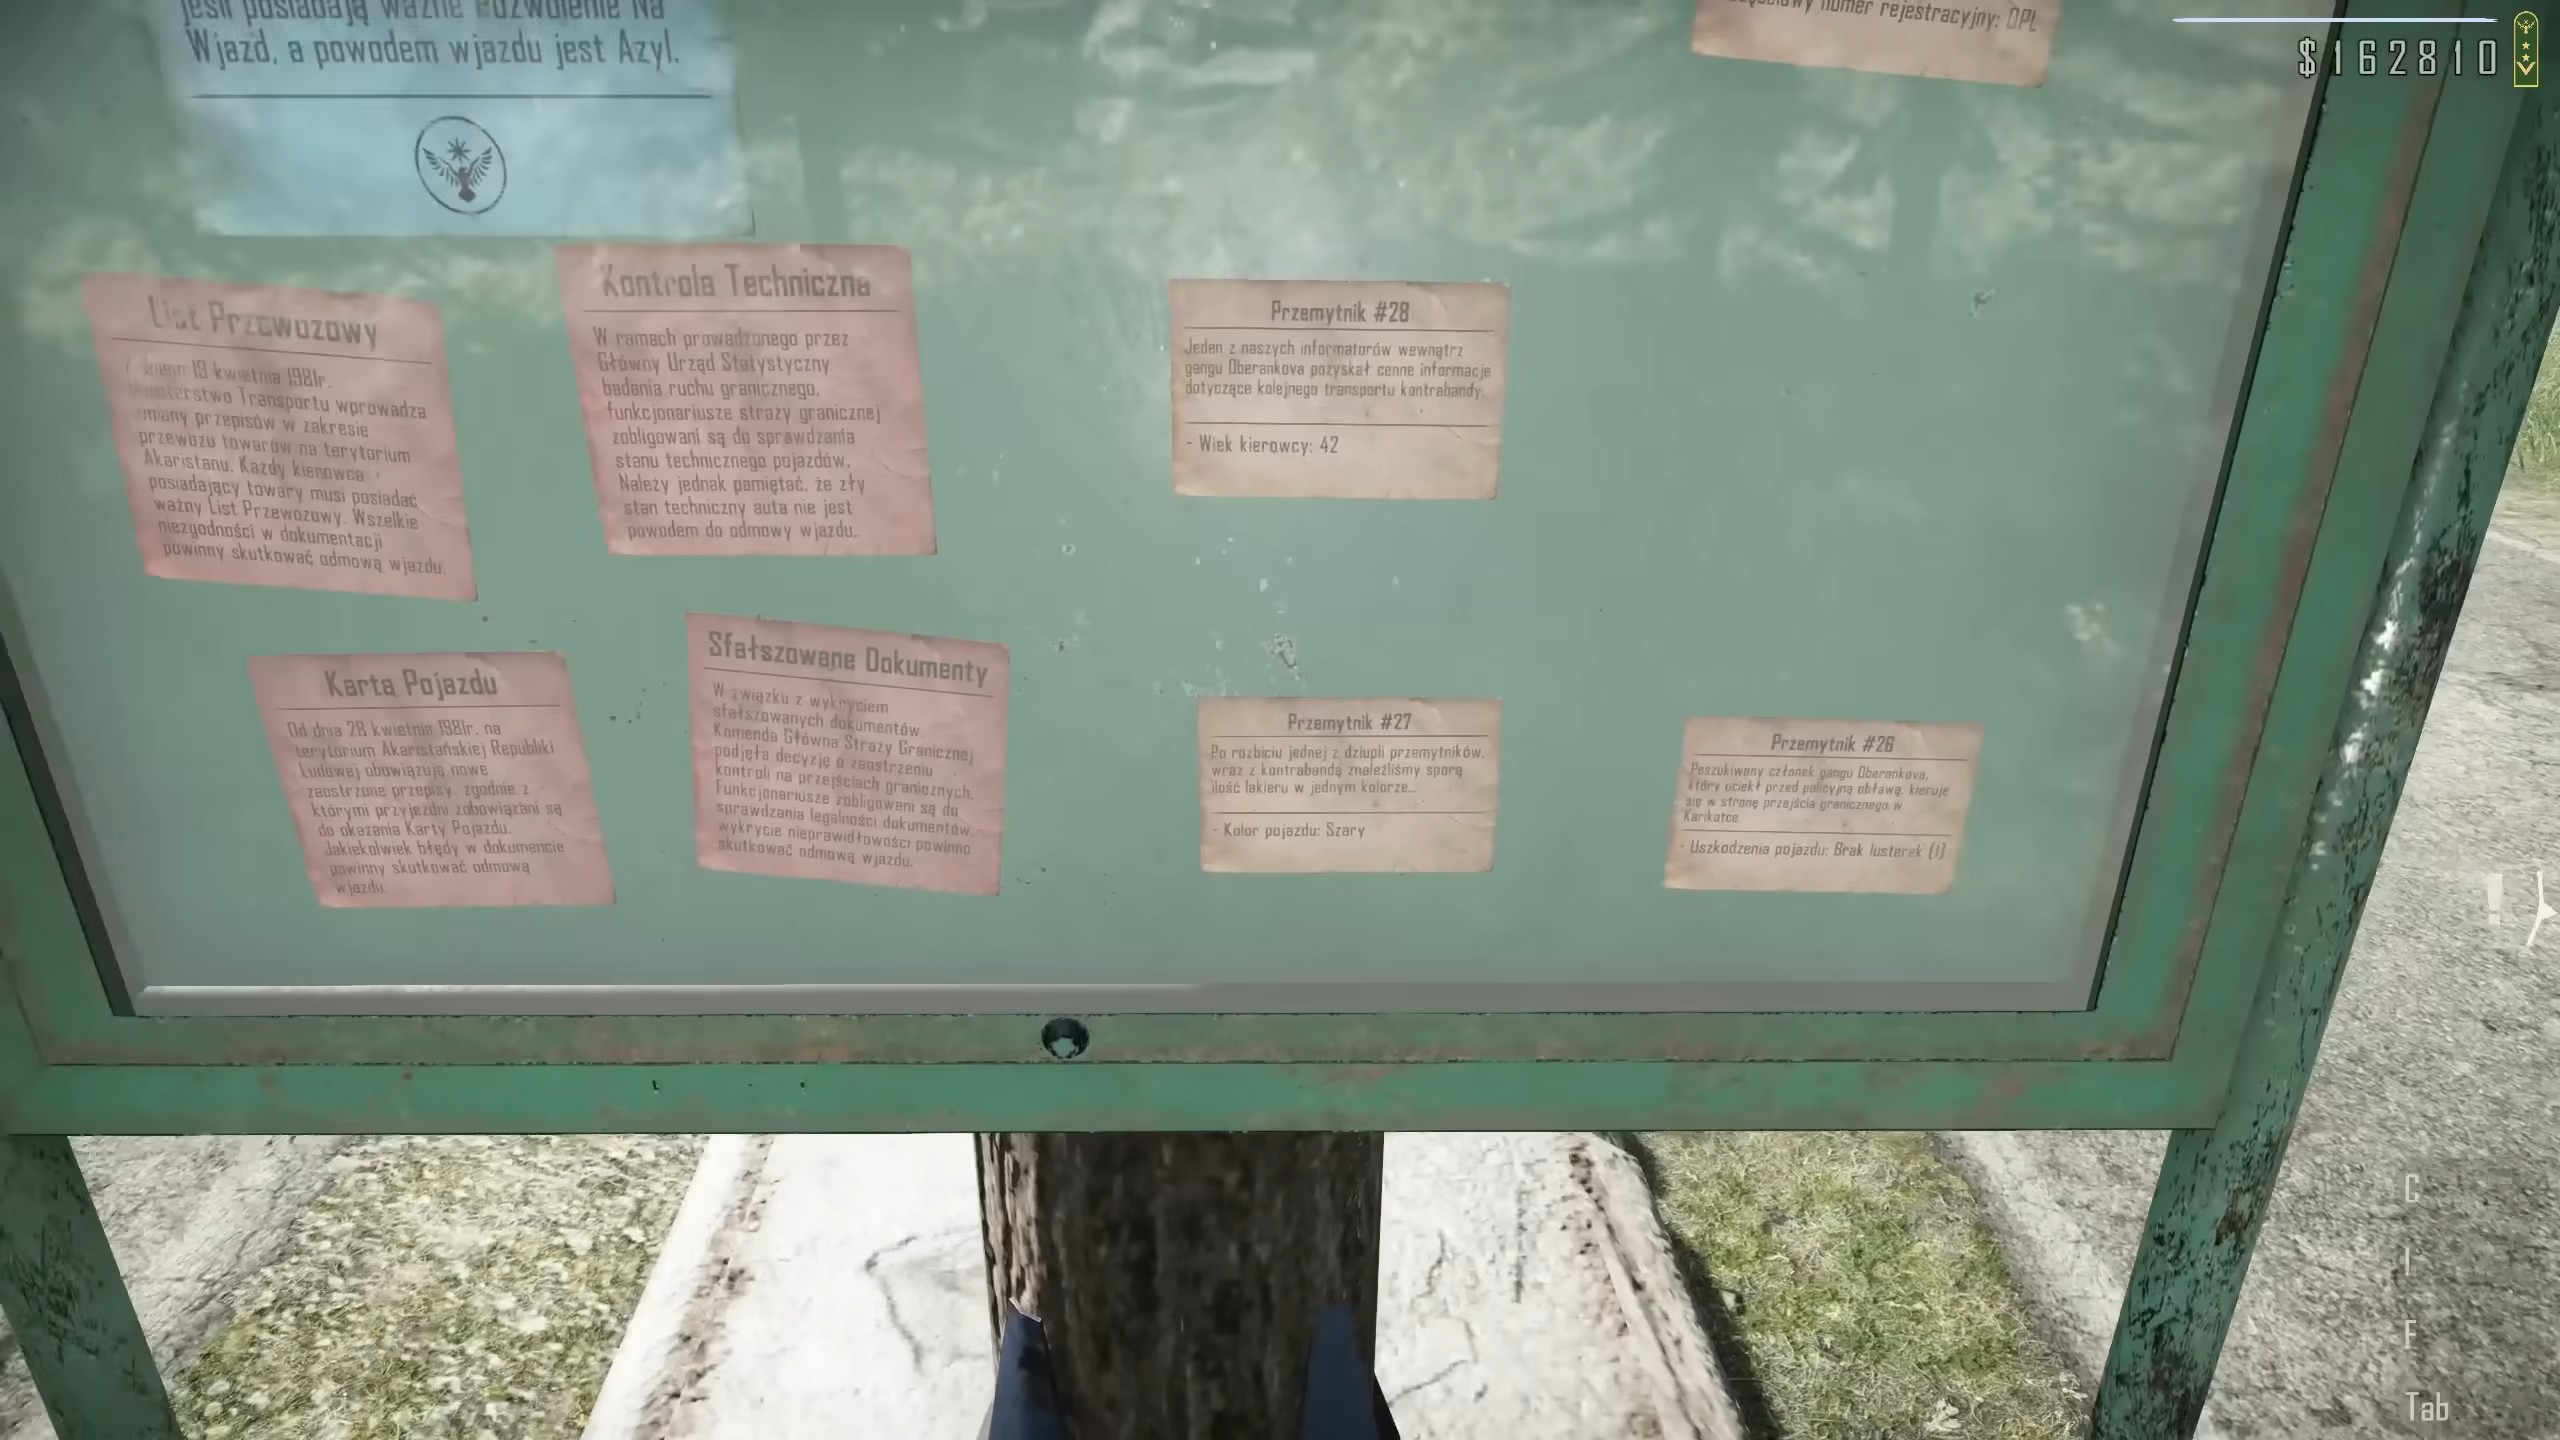 jeśli posiadają ważne Pozwolenie Na
Wjazd, a powodem wjazdu jest Azyl.
numer rejestracyjny: OPL
$162810
List Przewozowy
19 kwietnia 1981r.
Ministerstwo Transportu wprowadza
zmiany przepisów w zakresie
przewozu towarów na terytorium
Akaristanu. Każdy kierowca
posiadający towary musi posiadać
ważny List Przewozowy. Wszelkie
niezgodności w dokumentacji
powinny skutkować odmową wjazdu.
Kontrola Techniczna
W ramach prowadzonego przez
Główny Urząd Statystyczny
badania ruchu granicznego,
funkcjonariusze straży granicznej
zobligowani są do sprawdzania
stanu technicznego pojazdów.
Należy jednak pamiętać, że zły
stan techniczny auta nie jest
powodem do odmowy wjazdu.
Przemytnik #28
Jeden z naszych informatorów wewnątrz
gangu Oberankova pozyskał cenne informacje
dotyczące kolejnego transportu kontrabandy.
- Wiek kierowcy: 42
Karta Pojazdu
Od dnia 28 kwietnia 1981r. na
terytorium Akaristańskiej Republiki
Ludowej obowiązują nowe
zaostrzone przepisy, zgodnie z
którymi przyjezdni zobowiązani są
do okazania Karty Pojazdu.
Jakiekolwiek błędy w dokumencie
powinny skutkować odmową
wjazdu.
Sfałszowane Dokumenty
W związku z wykryciem
sfałszowanych dokumentów,
Komenda Główna Straży Granicznej
podjęła decyzję o zaostrzeniu
kontroli na przejściach granicznych.
Funkcjonariusze zobligowani są do
sprawdzania legalności dokumentów,
wykrycie nieprawidłowości powinno
skutkować odmową wjazdu.
Przemytnik #27
Po rozbiciu jednej z dziupli przemytników,
wraz z kontrabandą znaleźliśmy sporą
ilość lakieru w jednym kolorze...
- Kolor pojazdu: Szary
Przemytnik #26
Poszukiwany członek gangu Oberankova,
który uciekł przed policyjną obławą, kieruje
się w stronę przejścia granicznego w
Karikatce.
- Uszkodzenia pojazdu: Brak lusterek (1)
C
I
F
Tab